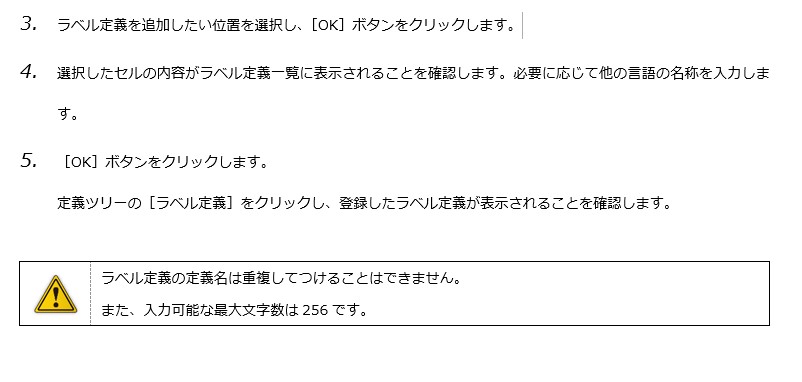 3. ラベル定義を追加したい位置を選択し、［OK］ボタンをクリックします。
4. 選択したセルの内容がラベル定義一覧に表示されることを確認します。必要に応じて他の言語の名称を入力しま
す。
5. ［OK］ボタンをクリックします。
定義ツリーの［ラベル定義］をクリックし、登録したラベル定義が表示されることを確認します。
ラベル定義の定義名は重複してつけることはできません。
また、入力可能な最大文字数は 256 です。